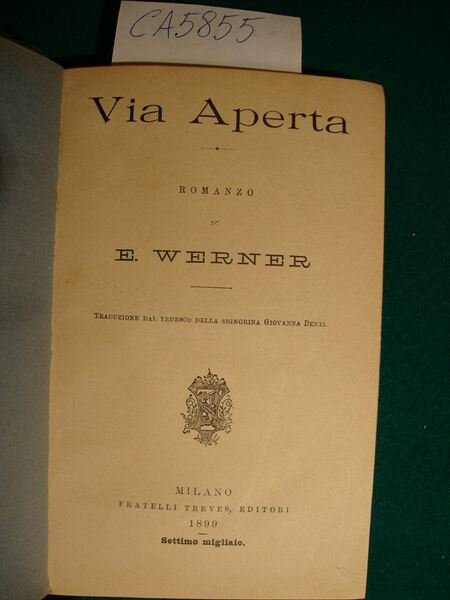 CA5855
Via Aperta
ROMANZO
DI
E. WERNER
TRADUZIONE DAL TEDESCO DELLA SIGNORINA GIOVANNA DENTI.
MILANO
FRATELLI TREVES, EDITORI
1899
Settimo migliaio.